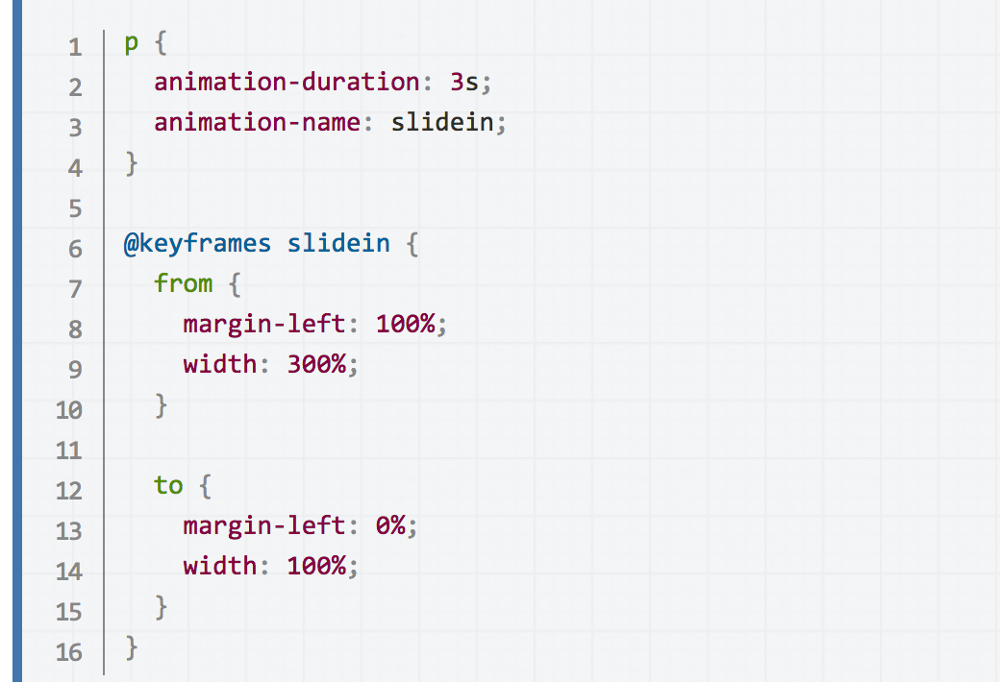 1 p {
2   animation-duration: 3s;
3   animation-name: slidein;
4 }
5
6 @keyframes slidein {
7   from {
8     margin-left: 100%;
9     width: 300%;
10   }
11
12   to {
13     margin-left: 0%;
14     width: 100%;
15   }
16 }